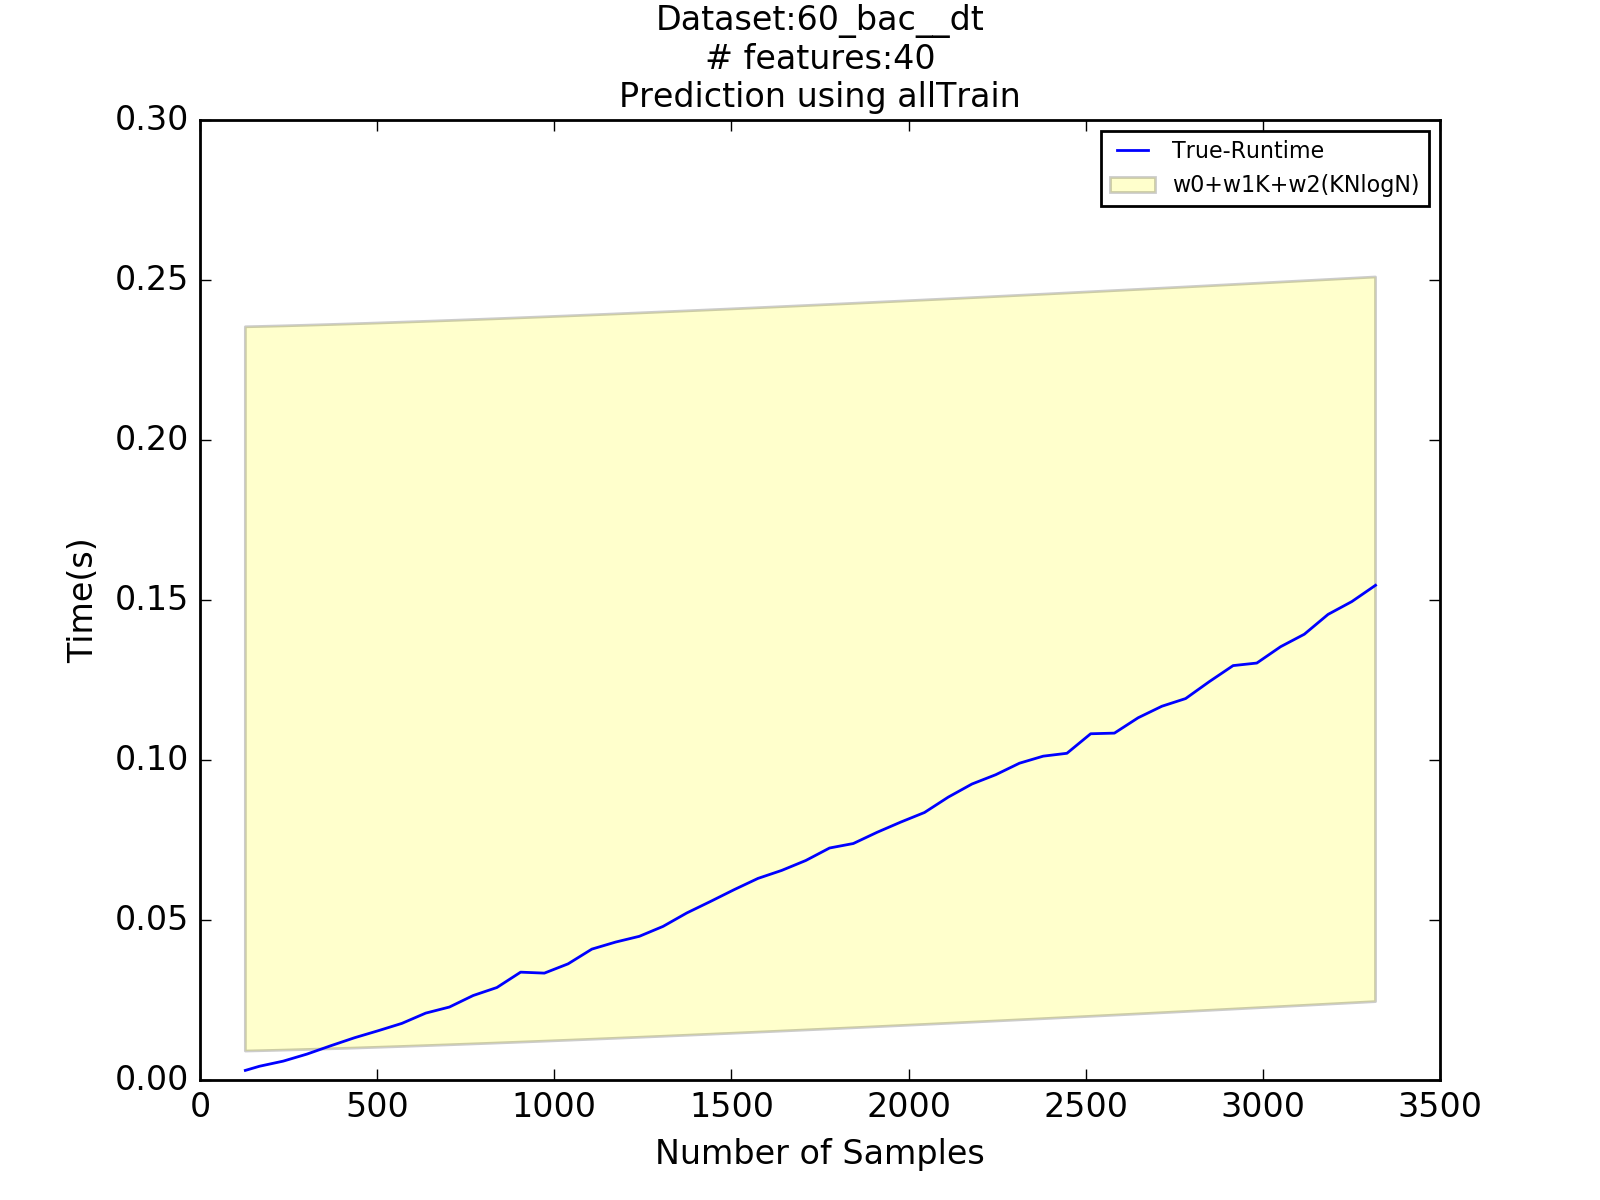 Dataset:60_bac__dt
# features:40
Prediction using allTrain
0.30
0.25
0.20
0.15
0.10
0.05
0.00
Time(s)
True-Runtime
w0+w1K+w2(KNlogN)
0 500 1000 1500 2000 2500 3000 3500
Number of Samples